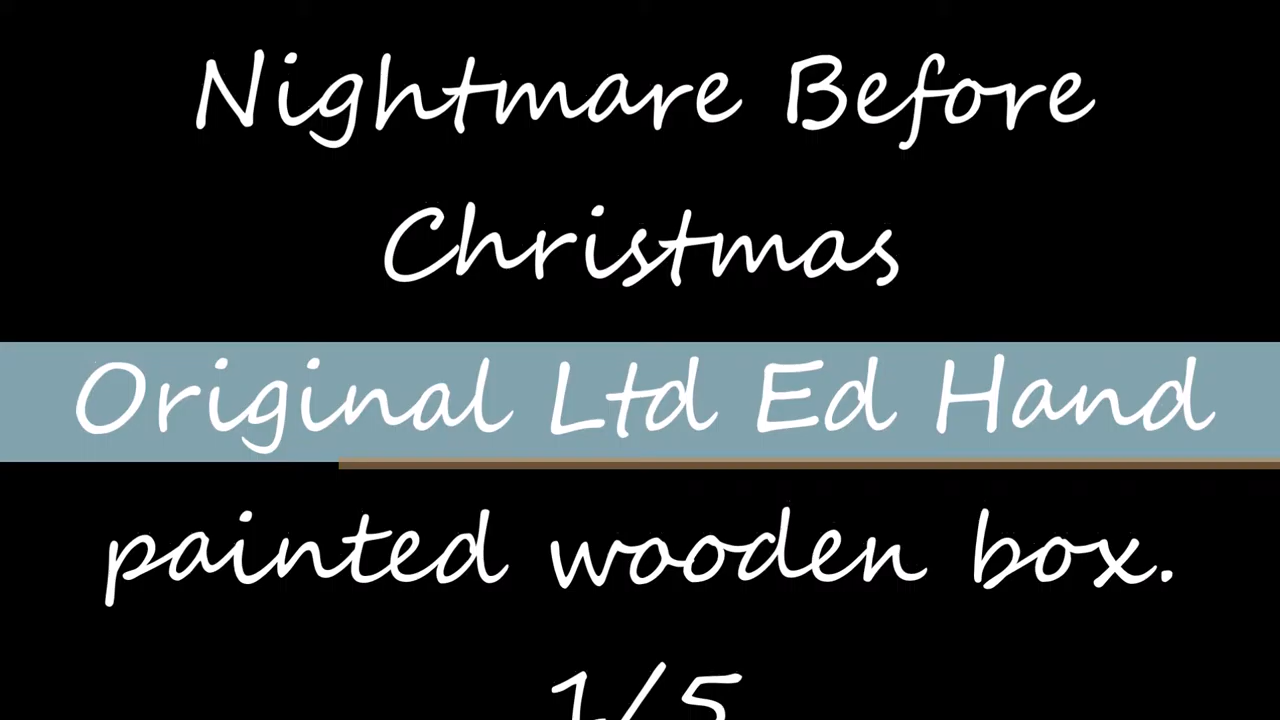 Nightmare Before
Christmas
Original Ltd Ed Hand
painted wooden box.
1/5